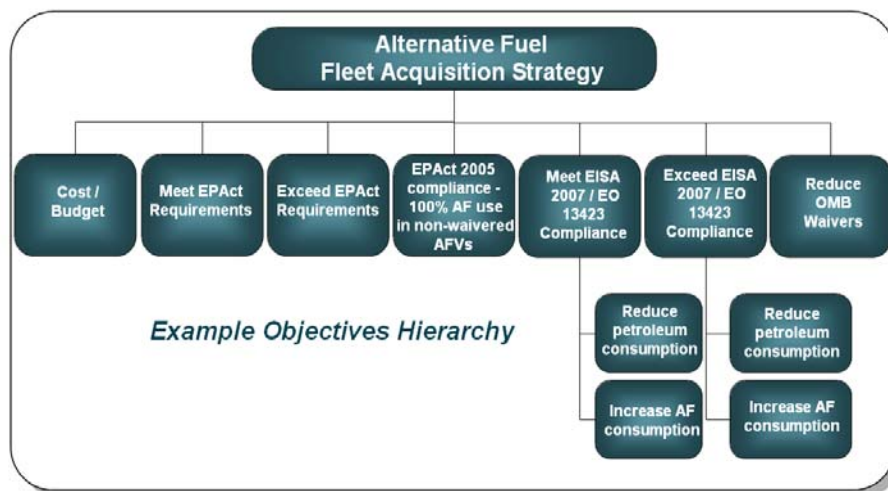 Alternative Fuel
Fleet Acquisition Strategy
Cost /
Budget
Meet EPAct
Requirements
Exceed EPAct
Requirements
EPAct 2005
compliance -
100% AF use
in non-waivered
AFVs
Meet EISA
2007 / EO
13423
Compliance
Exceed EISA
2007 / EO
13423
Compliance
Reduce
OMB
Waivers
Example Objectives Hierarchy
Reduce
petroleum
consumption
Reduce
petroleum
consumption
Increase AF
consumption
Increase AF
consumption